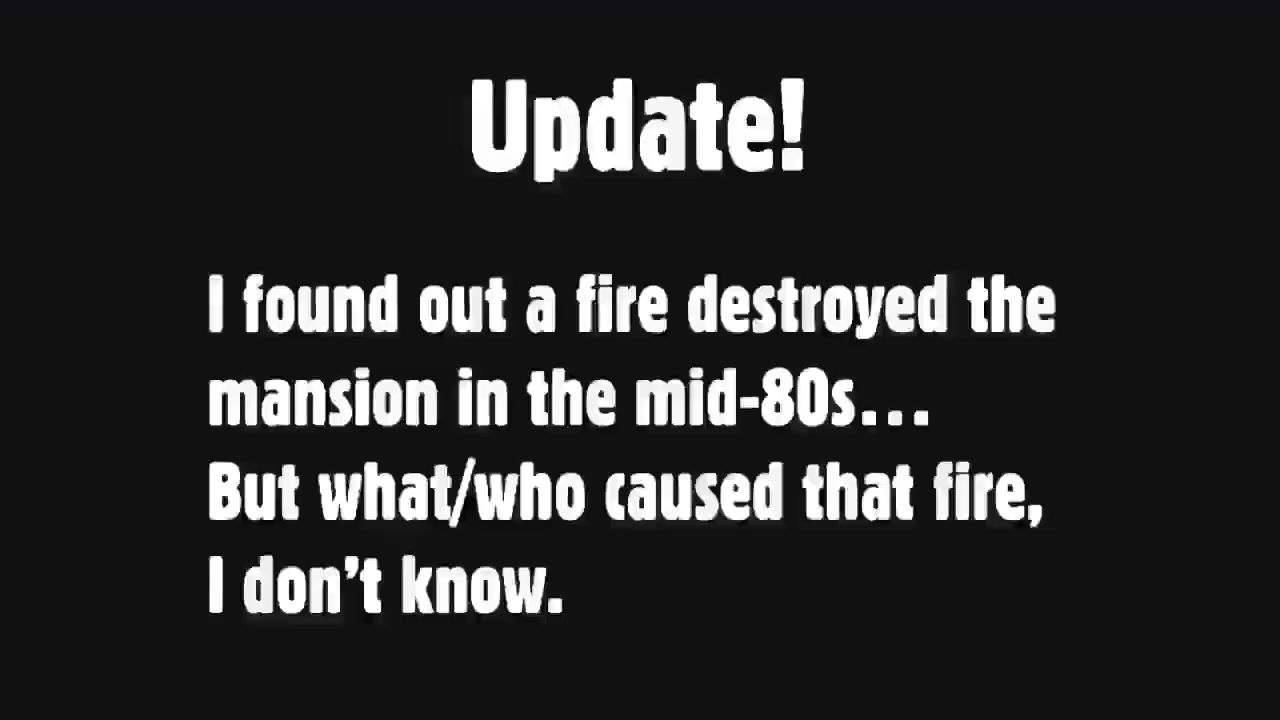 Update!
I found out a fire destroyed the
mansion in the mid-80s...
But what/who caused that fire,
I don’t know.